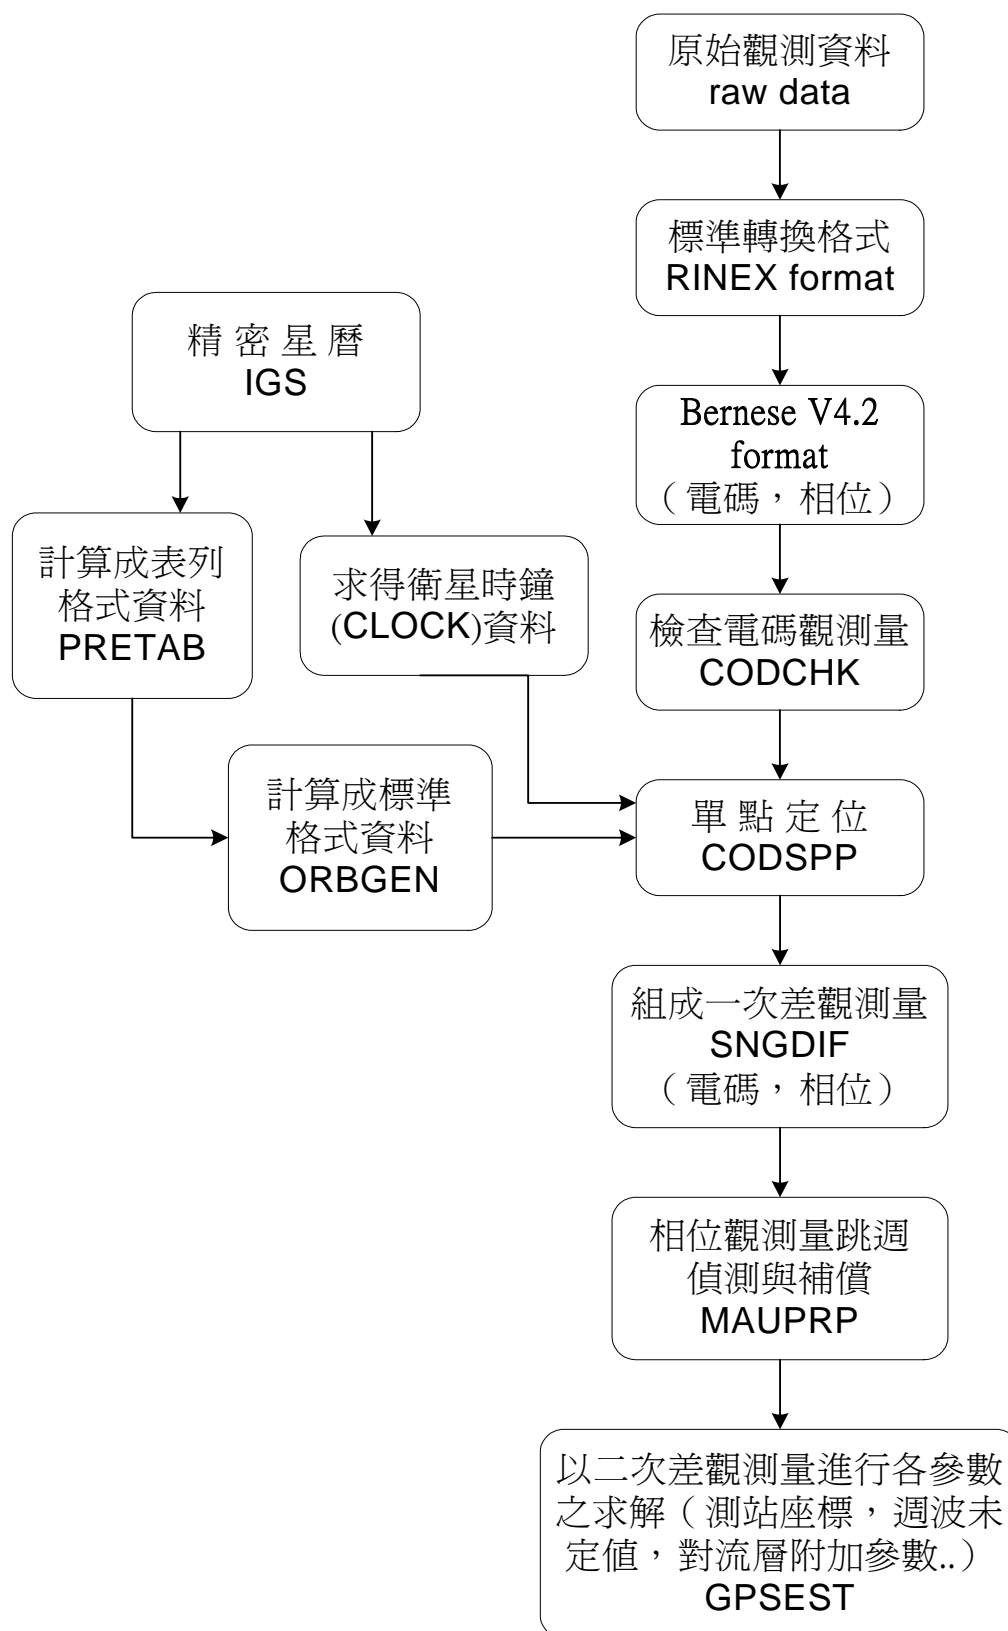 原始觀測資料
raw data
標準轉換格式
RINEX format
精密星曆
IGS
Bernese V4.2
format
（電碼，相位）
計算成表列
格式資料
PRETAB
求得衛星時鐘
(CLOCK)資料
檢查電碼觀測量
CODCHK
計算成標準
格式資料
ORBGEN
單點定位
CODSPP
組成一次差觀測量
SNGDIF
（電碼，相位）
相位觀測量跳週
偵測與補償
MAUPRP
以二次差觀測量進行各參數
之求解（測站座標，週波未
定值，對流層附加參數..）
GPSEST